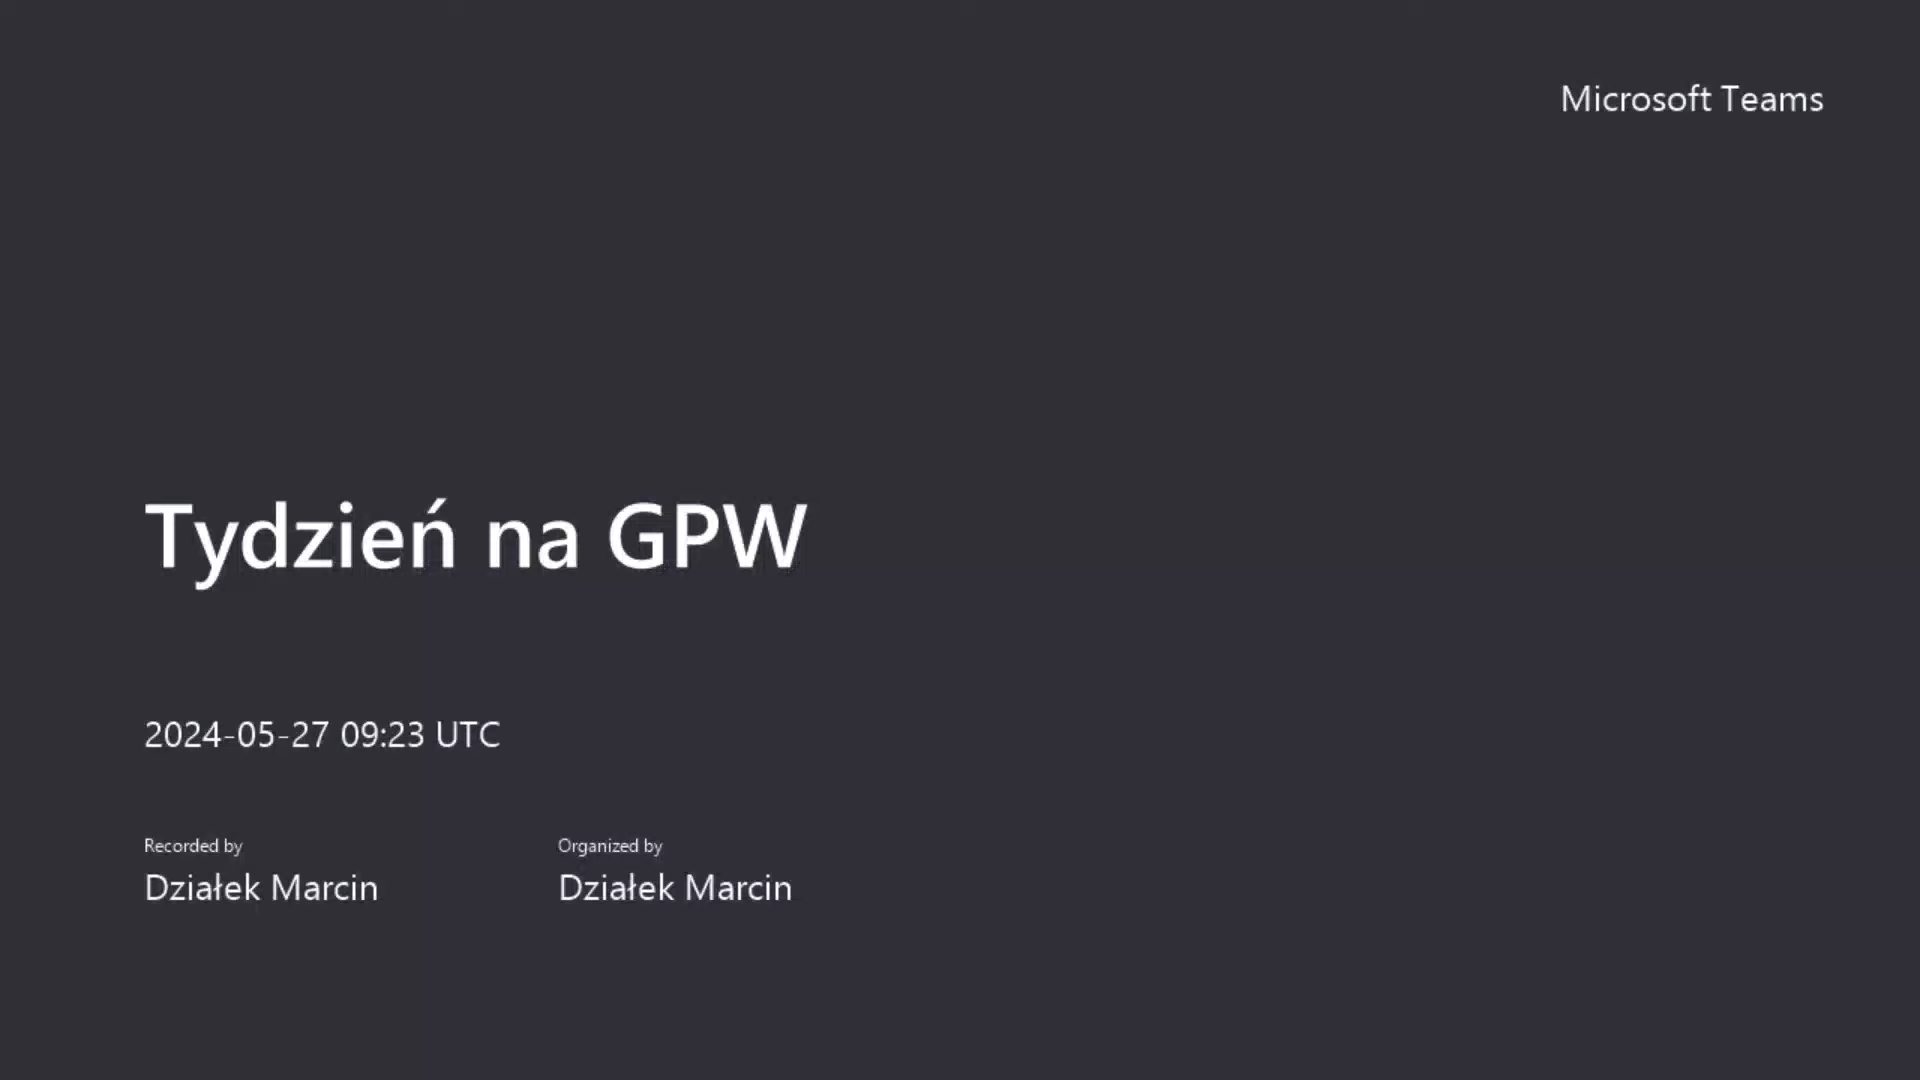 Microsoft Teams
Tydzień na GPW
2024-05-27 09:23 UTC
Recorded by
Działek Marcin
Organized by
Działek Marcin